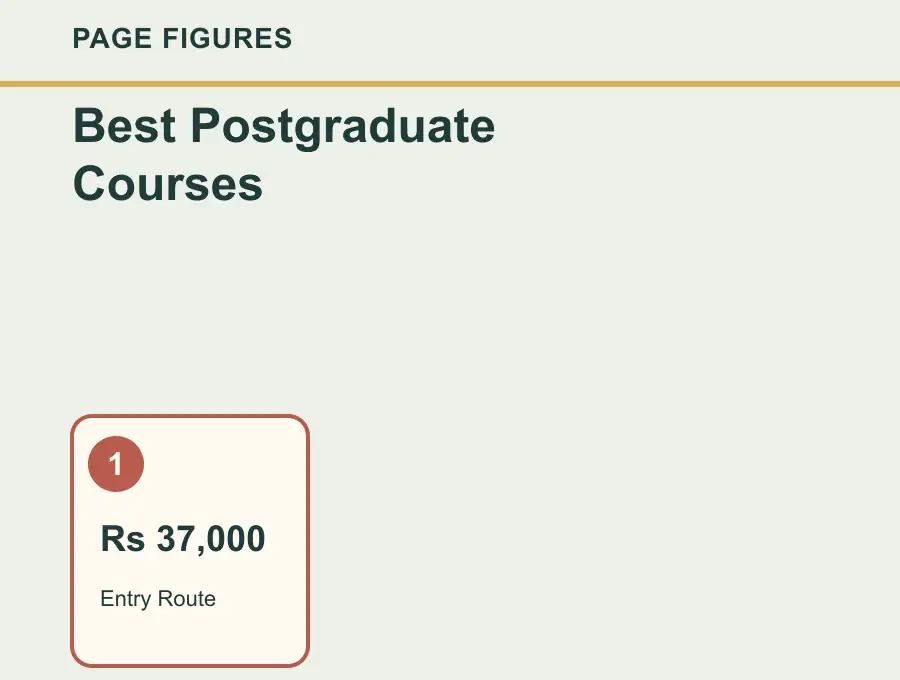 PAGE FIGURES
Best Postgraduate
Courses
1
Rs 37,000
Entry Route